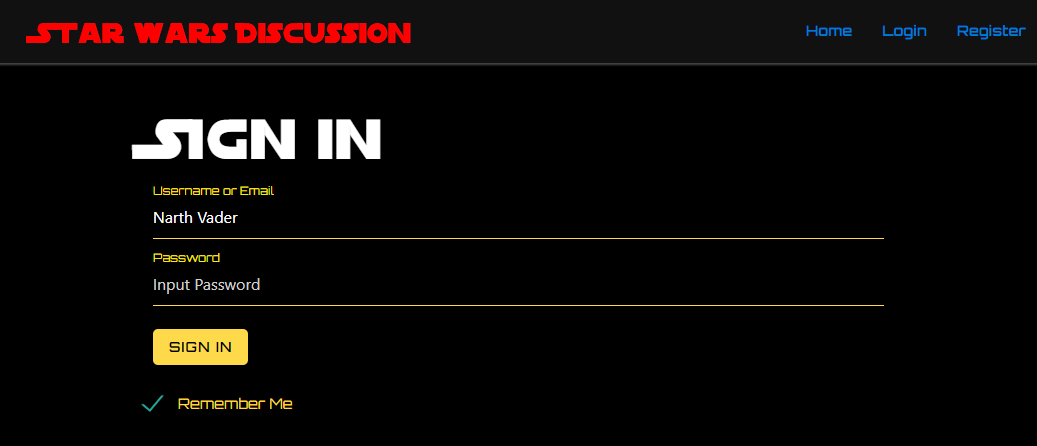 STAR WARS DISCUSSION
Home Login Register
SIGN IN
Username or Email
Narth Vader
Password
Input Password
SIGN IN
Remember Me